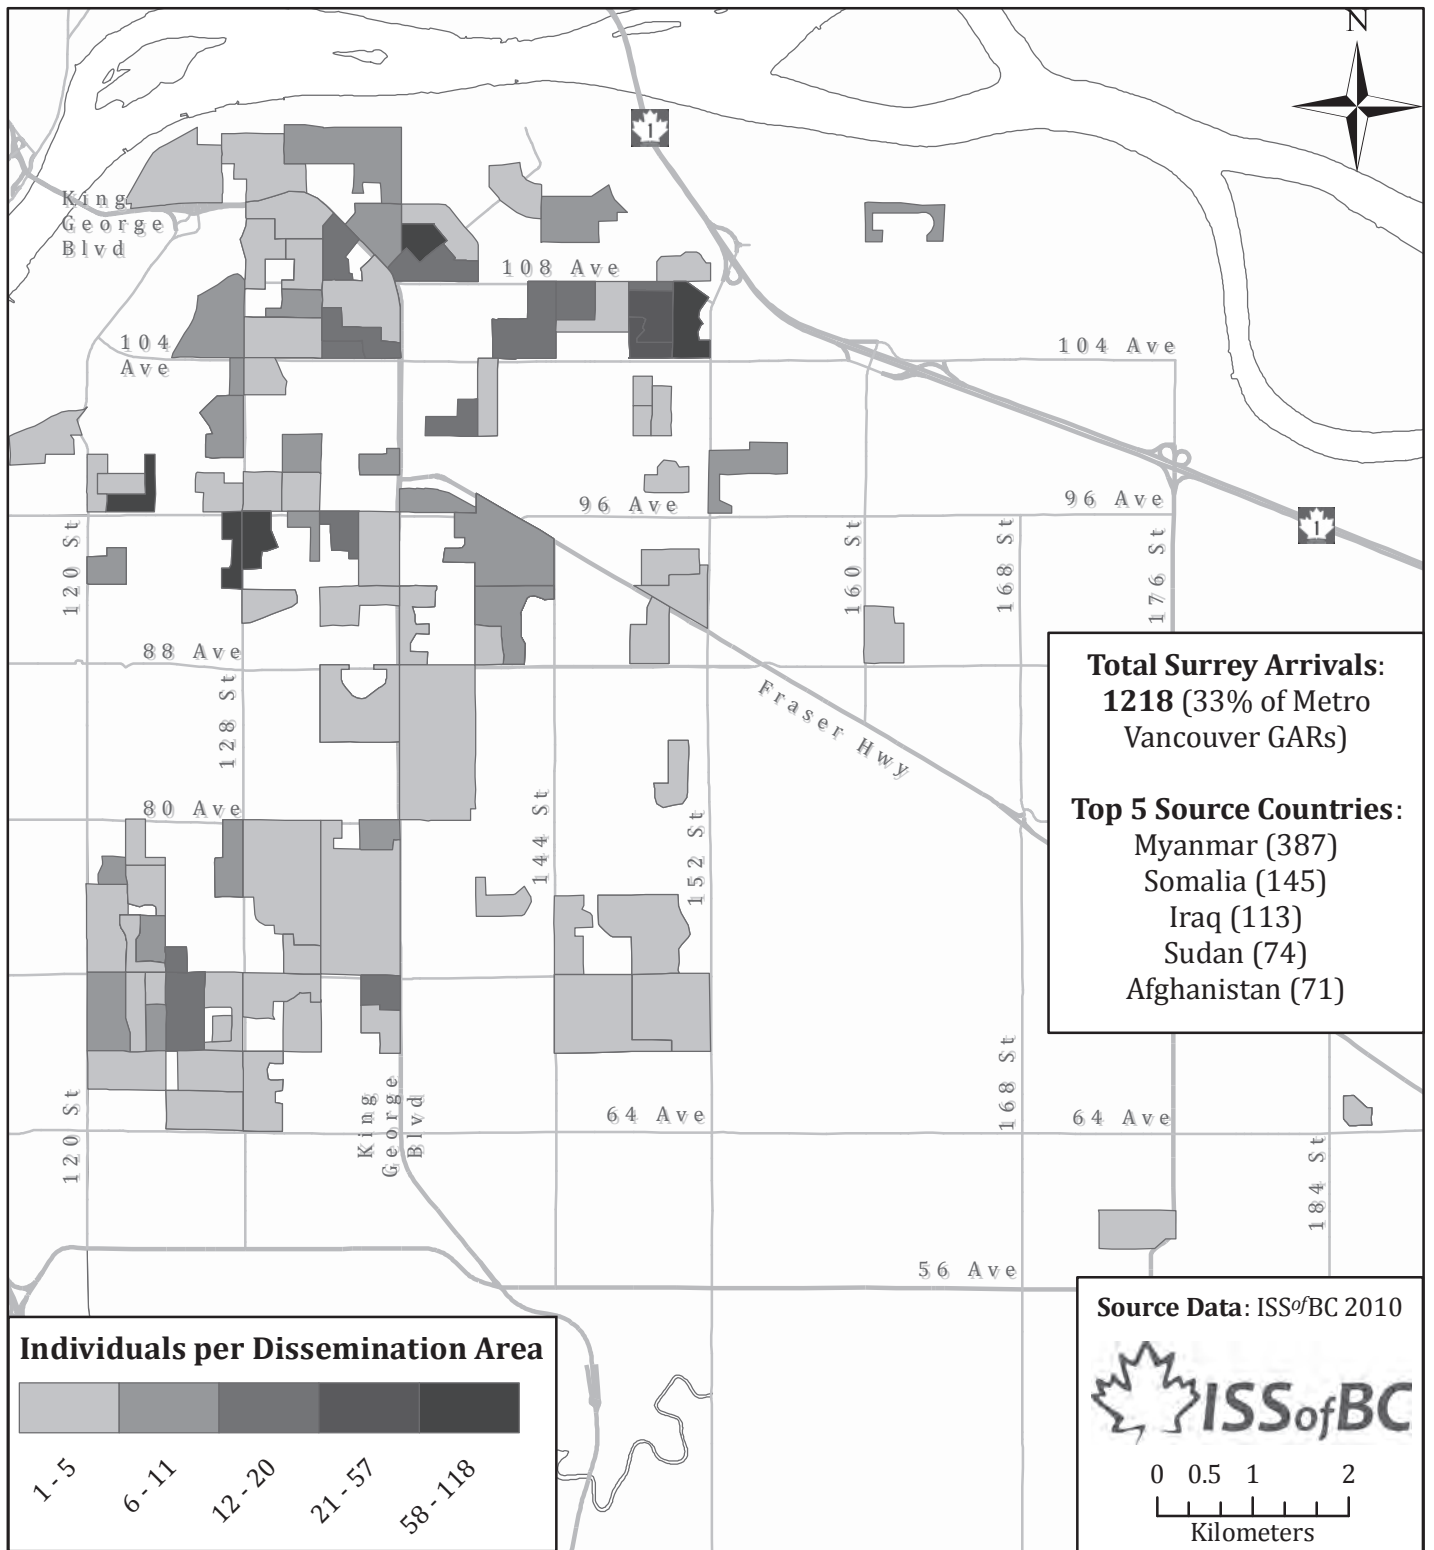 N
1
King
George
Blvd
108 Ave
104
Ave
104 Ave
96 Ave
96 Ave
1
120 St
160 St
168 St
176 St
88 Ave
128 St
Fraser Hwy
80 Ave
144 St
152 St
Total Surrey Arrivals:
1218 (33% of Metro
Vancouver GARs)
Top 5 Source Countries:
Myanmar (387)
Somalia (145)
Iraq (113)
Sudan (74)
Afghanistan (71)
120 St
King
George
Blvd
64 Ave
168 St
64 Ave
184 St
56 Ave
Individuals per Dissemination Area
1 - 5
6 - 11
12 - 20
21 - 57
58 - 118
Source Data: ISSofBC 2010
ISSofBC
0 0.5 1 2
Kilometers